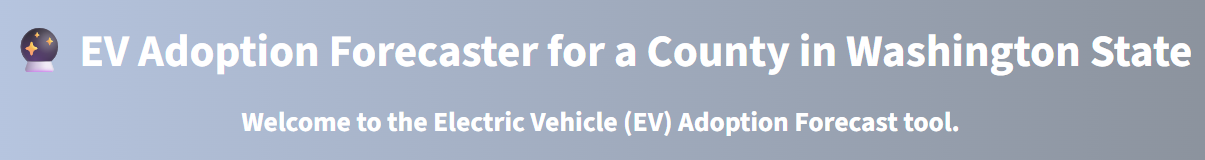 EV Adoption Forecaster for a County in Washington State
Welcome to the Electric Vehicle (EV) Adoption Forecast tool.